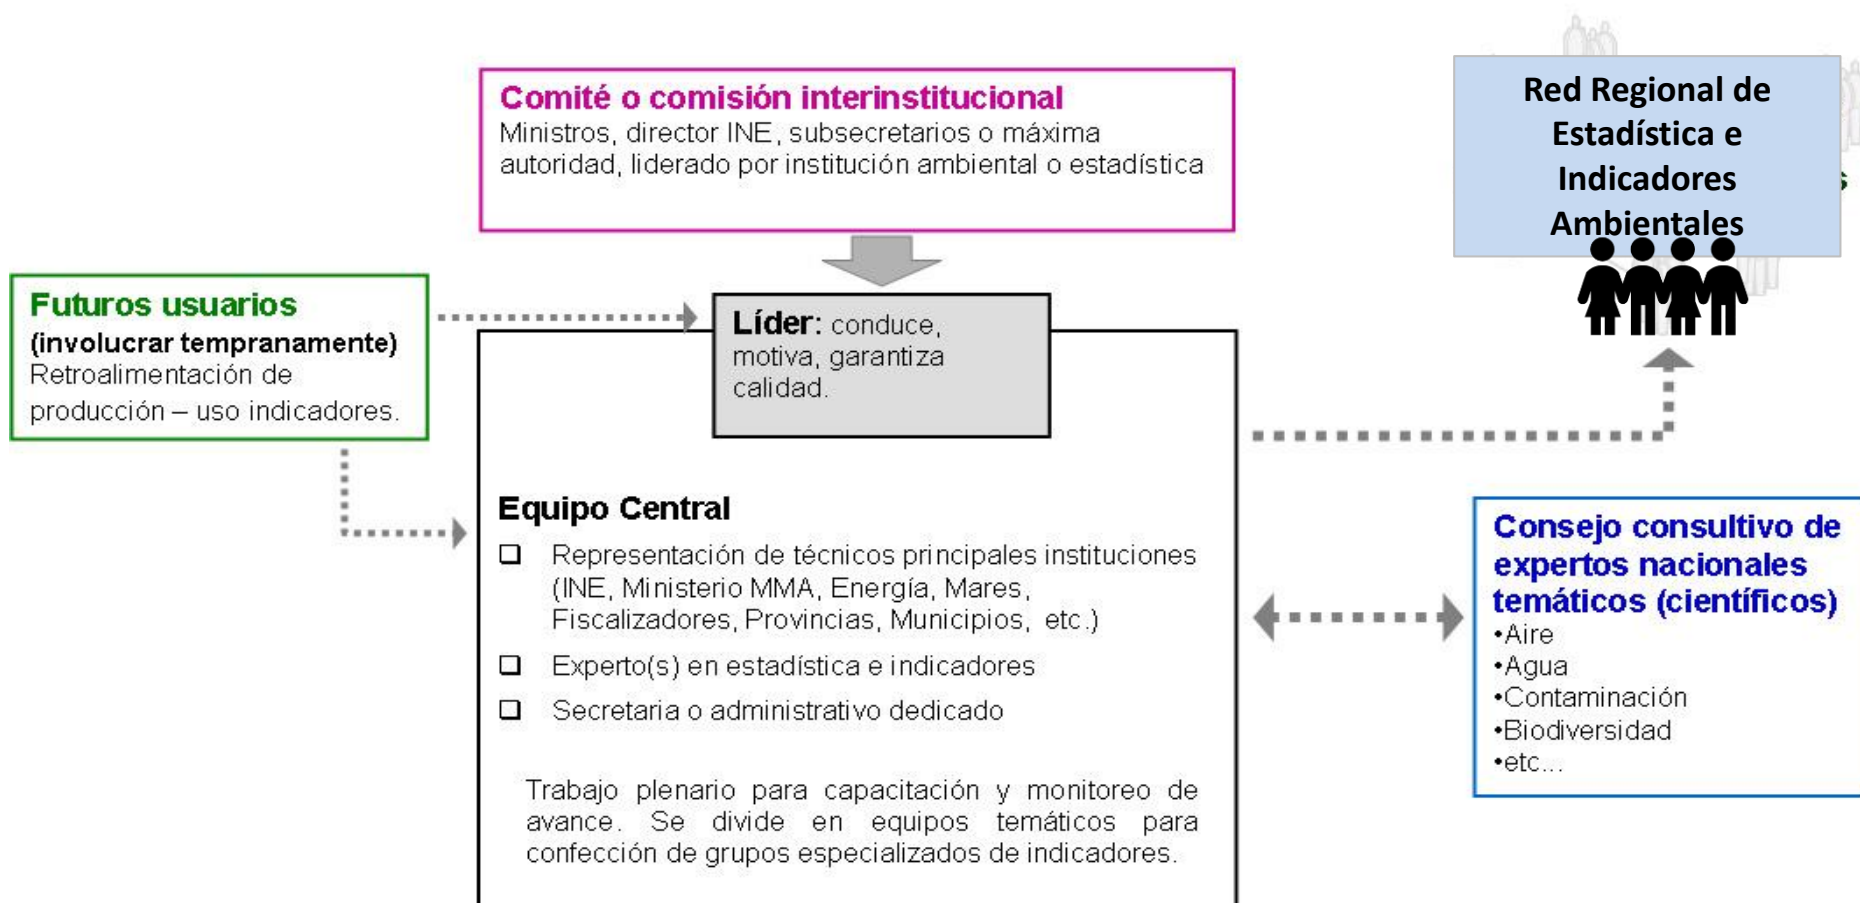 Comité o comisión interinstitucional
Ministros, director INE, subsecretarios o máxima
autoridad, liderado por institución ambiental o estadística
Red Regional de
Estadística e
Indicadores
Ambientales
s
Futuros usuarios
(involucrar tempranamente)
Retroalimentación de
producción – uso indicadores.
Líder: conduce,
motiva, garantiza
calidad.
Equipo Central
❑ Representación de técnicos principales instituciones
(INE, Ministerio MMA, Energía, Mares,
Fiscalizadores, Provincias, Municipios, etc.)
❑ Experto(s) en estadística e indicadores
❑ Secretaria o administrativo dedicado
Trabajo plenario para capacitación y monitoreo de
avance. Se divide en equipos temáticos para
confección de grupos especializados de indicadores.
Consejo consultivo de
expertos nacionales
temáticos (científicos)
•Aire
•Agua
•Contaminación
•Biodiversidad
•etc...